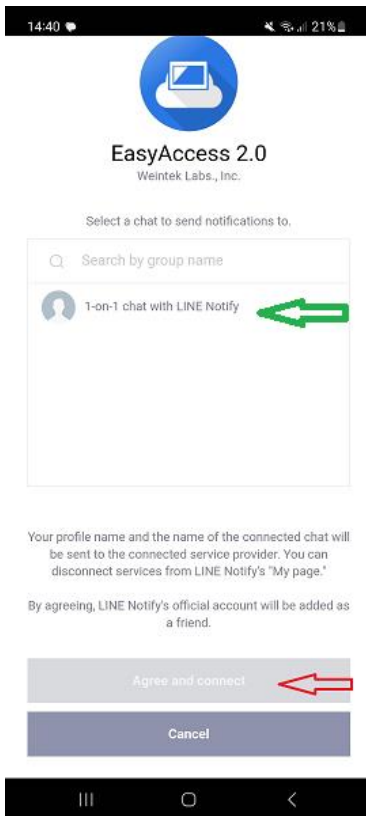 14:40 21%
EasyAccess 2.0
Weintek Labs., Inc.
Select a chat to send notifications to.
Search by group name
1-on-1 chat with LINE Notify
Your profile name and the name of the connected chat will
be sent to the connected service provider. You can
disconnect services from LINE Notify's "My page."
By agreeing, LINE Notify's official account will be added as
a friend.
Agree and connect
Cancel